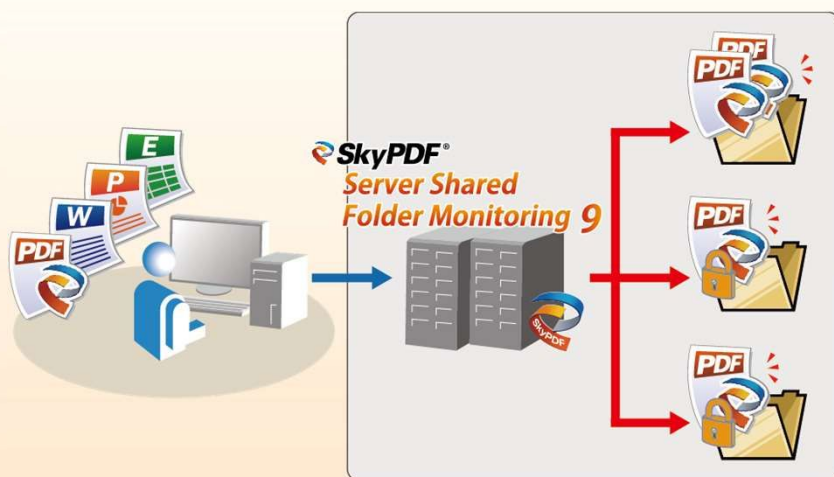 E
P
W
PDF
SkyPDF®
Server Shared
Folder Monitoring 9
SkyPDF
PDF
PDF
PDF
PDF